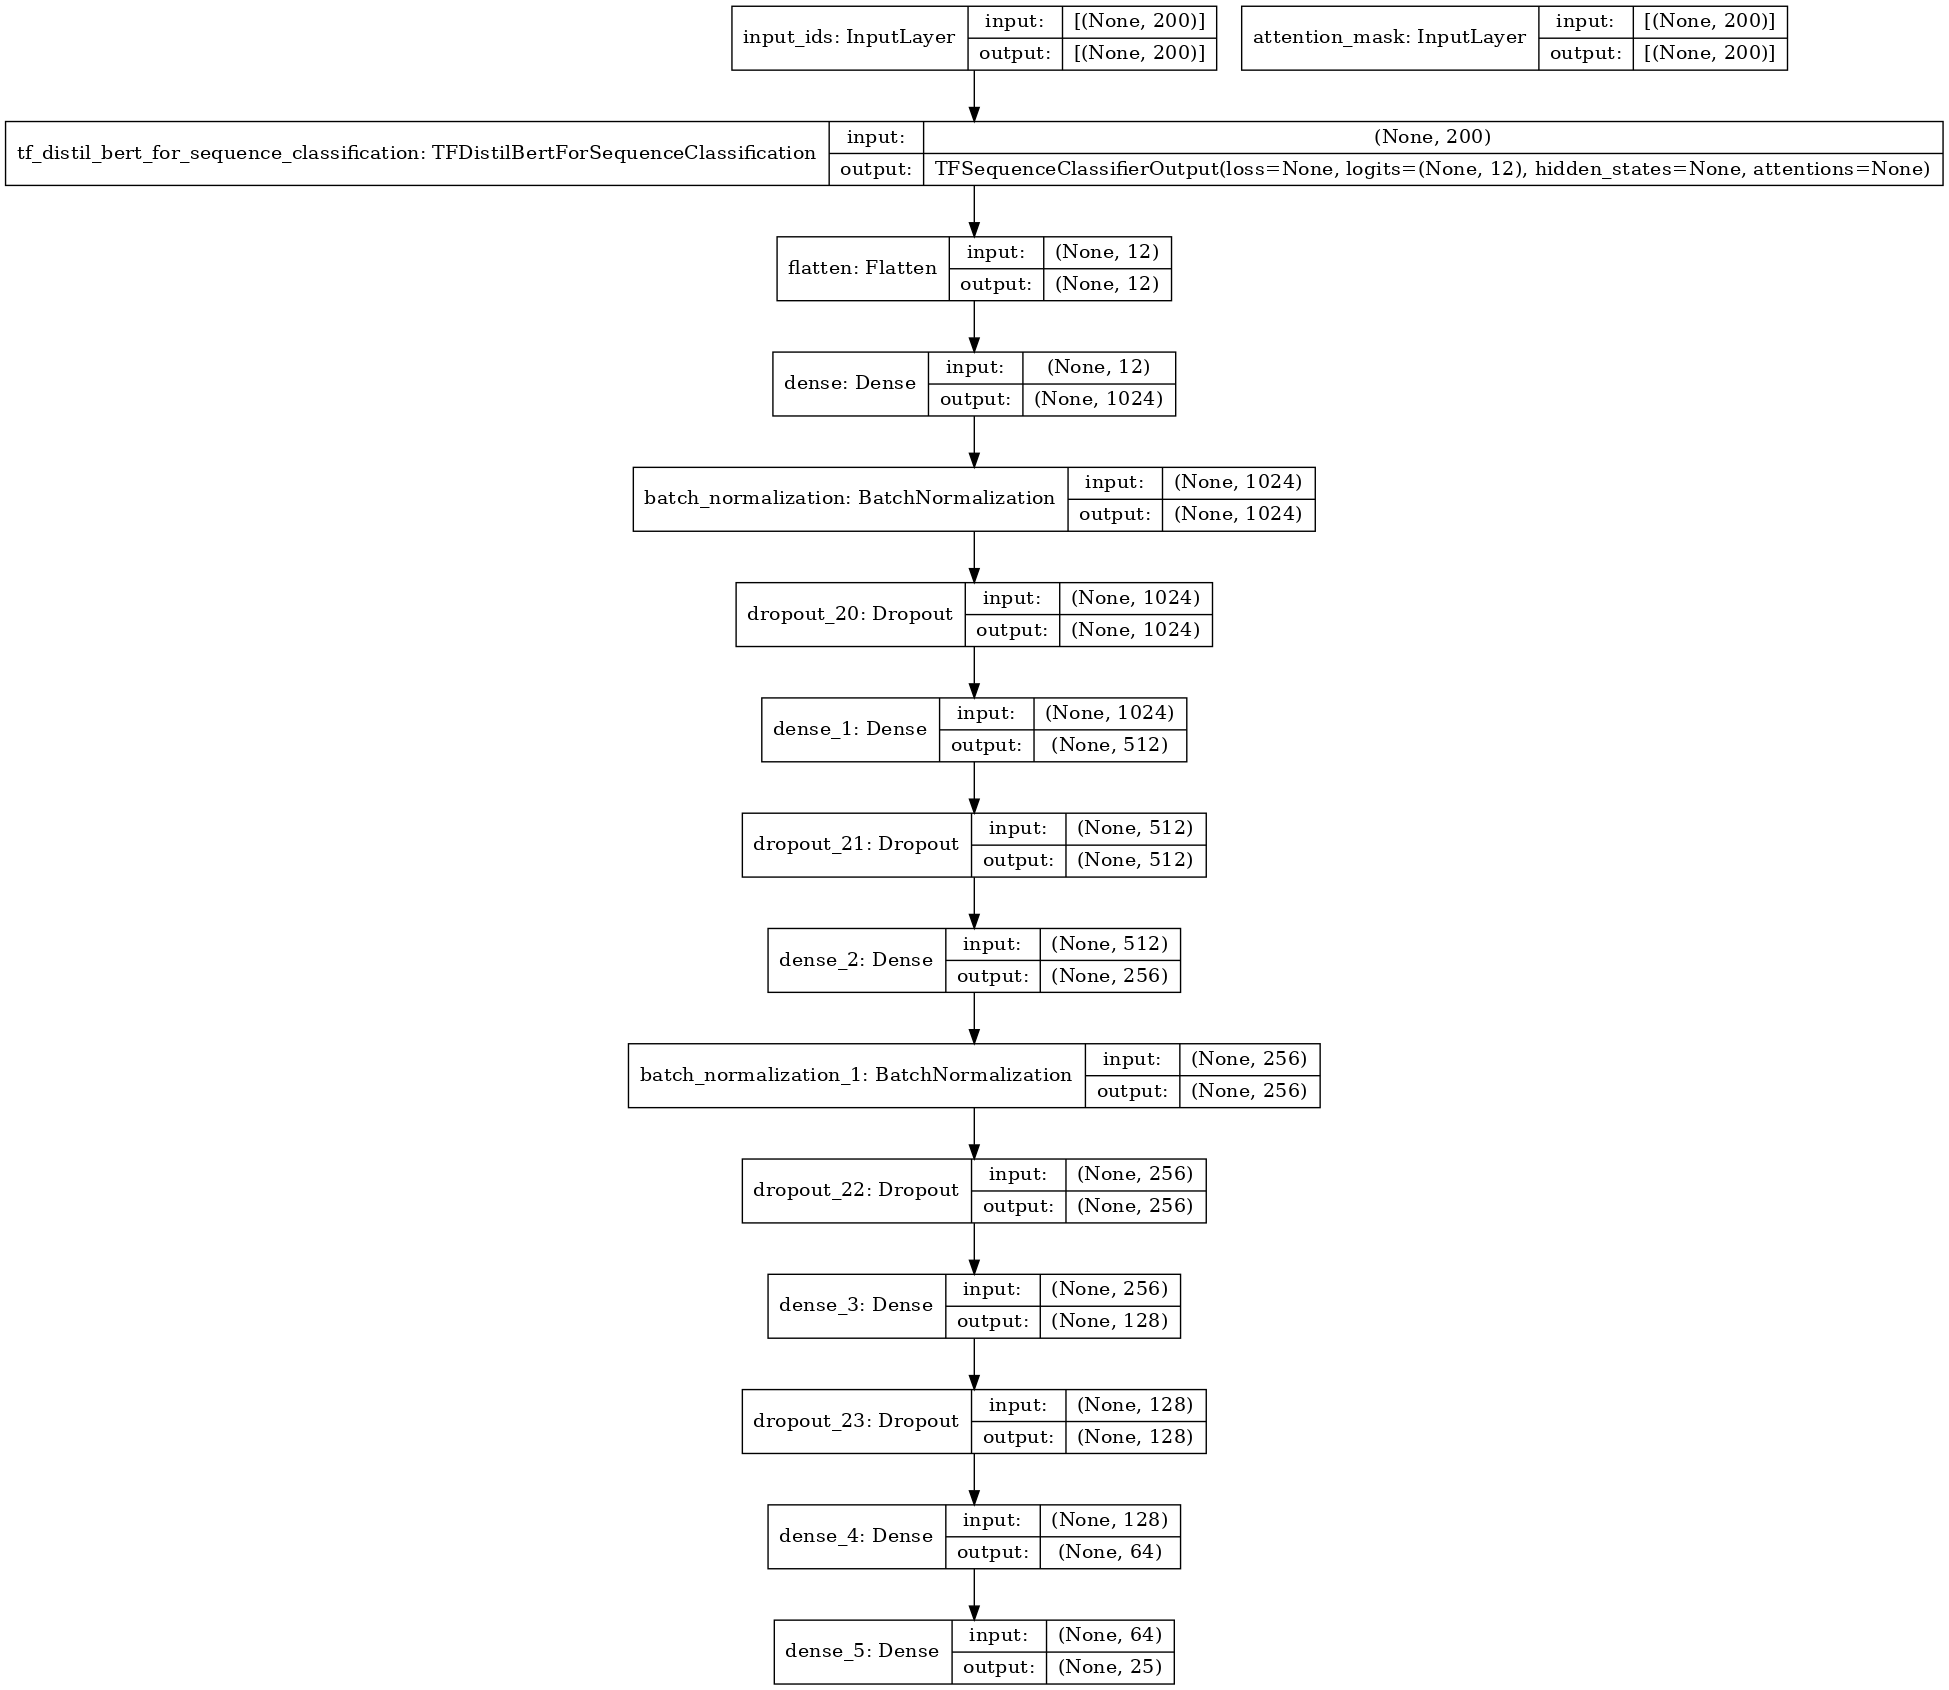 input_ids: InputLayer
input: [(None, 200)]
output: [(None, 200)]
attention_mask: InputLayer
input: [(None, 200)]
output: [(None, 200)]
tf_distil_bert_for_sequence_classification: TFDistilBertForSequenceClassification
input: (None, 200)
output: TFSequenceClassifierOutput(loss=None, logits=(None, 12), hidden_states=None, attentions=None)
flatten: Flatten
input: (None, 12)
output: (None, 12)
dense: Dense
input: (None, 12)
output: (None, 1024)
batch_normalization: BatchNormalization
input: (None, 1024)
output: (None, 1024)
dropout_20: Dropout
input: (None, 1024)
output: (None, 1024)
dense_1: Dense
input: (None, 1024)
output: (None, 512)
dropout_21: Dropout
input: (None, 512)
output: (None, 512)
dense_2: Dense
input: (None, 512)
output: (None, 256)
batch_normalization_1: BatchNormalization
input: (None, 256)
output: (None, 256)
dropout_22: Dropout
input: (None, 256)
output: (None, 256)
dense_3: Dense
input: (None, 256)
output: (None, 128)
dropout_23: Dropout
input: (None, 128)
output: (None, 128)
dense_4: Dense
input: (None, 128)
output: (None, 64)
dense_5: Dense
input: (None, 64)
output: (None, 25)